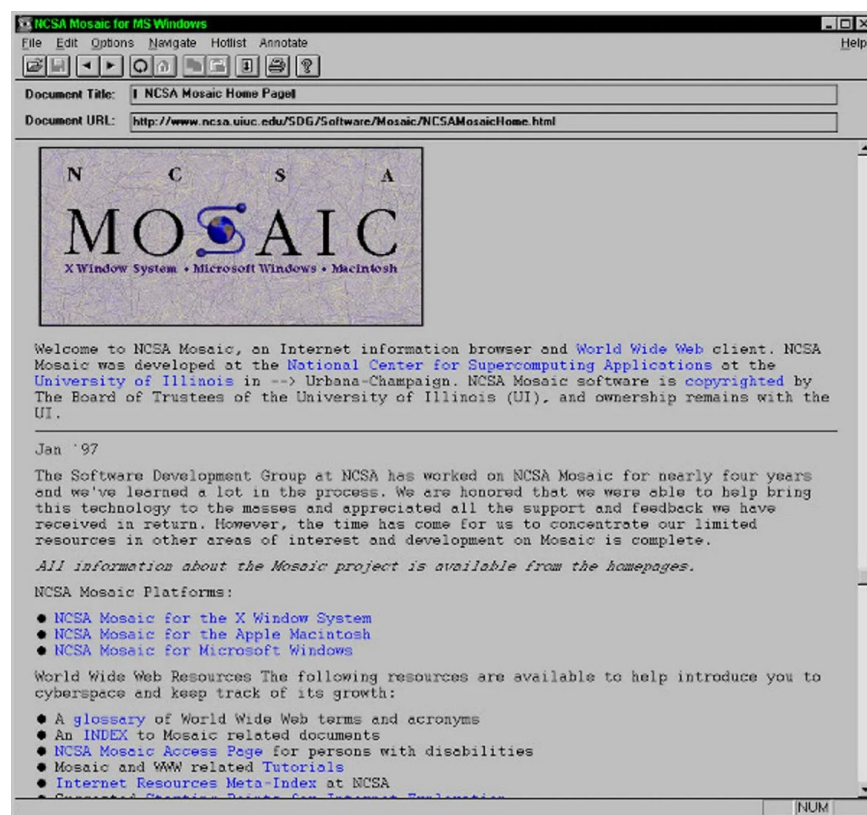 NCSA Mosaic for MS Windows
File Edit Options Navigate Hotlist Annotate Help
Document Title: NCSA Mosaic Home Page
Document URL: http://www.ncsa.uiuc.edu/SDG/Software/Mosaic/NCSAMosaicHome.html
N C S A
MOSAIC
X Window System • Microsoft Windows • Macintosh
Welcome to NCSA Mosaic, an Internet information browser and World Wide Web client. NCSA
Mosaic was developed at the National Center for Supercomputing Applications at the
University of Illinois in --> Urbana-Champaign. NCSA Mosaic software is copyrighted by
The Board of Trustees of the University of Illinois (UI), and ownership remains with the
UI.
Jan `97
The Software Development Group at NCSA has worked on NCSA Mosaic for nearly four years
and we've learned a lot in the process. We are honored that we were able to help bring
this technology to the masses and appreciated all the support and feedback we have
received in return. However, the time has come for us to concentrate our limited
resources in other areas of interest and development on Mosaic is complete.
All information about the Mosaic project is available from the homepages.
NCSA Mosaic Platforms:
● NCSA Mosaic for the X Window System
● NCSA Mosaic for the Apple Macintosh
● NCSA Mosaic for Microsoft Windows
World Wide Web Resources The following resources are available to help introduce you to
cyberspace and keep track of its growth:
● A glossary of World Wide Web terms and acronyms
● An INDEX to Mosaic related documents
● NCSA Mosaic Access Page for persons with disabilities
● Mosaic and WWW related Tutorials
● Internet Resources Meta-Index at NCSA
● Suggested Starting Points for Internet Exploration
NUM